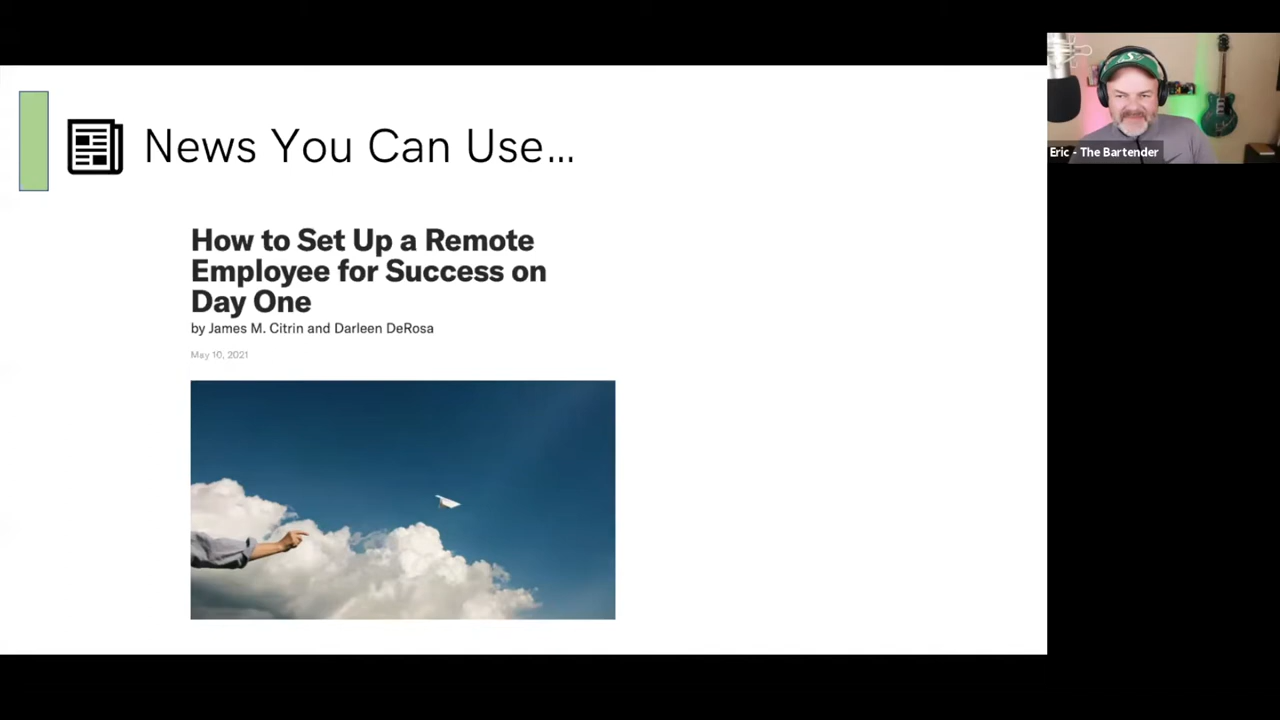 News You Can Use...
How to Set Up a Remote
Employee for Success on
Day One
by James M. Citrin and Darleen DeRosa
May 10, 2021
Eric - The Bartender